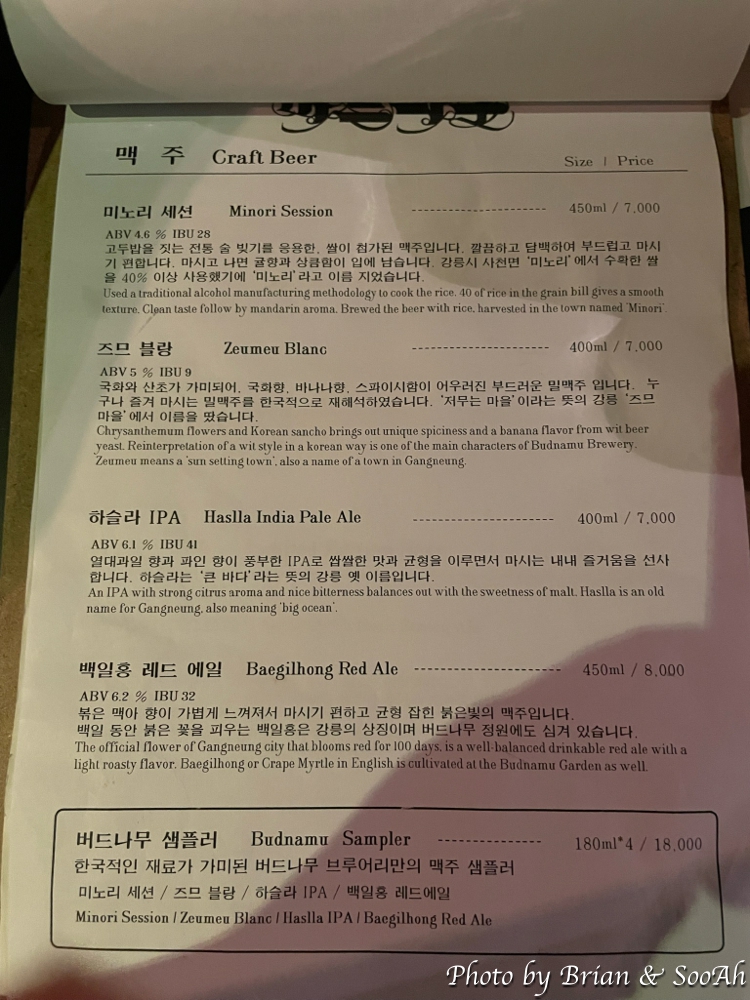 맥 주 Craft Beer Size | Price
미노리 세션 Minori Session ---------------------- 450ml / 7,000
ABV 4.6 % IBU 28
고두밥을 짓는 전통 술 빚기를 응용한, 쌀이 첨가된 맥주입니다. 깔끔하고 담백하여 부드럽고 마시
기 편합니다. 마시고 나면 귤향과 상큼함이 입에 남습니다. 강릉시 사천면 '미노리' 에서 수확한 쌀
을 40% 이상 사용했기에 '미노리' 라고 이름 지었습니다.
Used a traditional alcohol manufacturing methodology to cook the rice. 40 of rice in the grain bill gives a smooth
texture. Clean taste follow by mandarin aroma. Brewed the beer with rice, harvested in the town named 'Minori'.
즈므 블랑 Zeumeu Blanc ---------------------- 400ml / 7,000
ABV 5 % IBU 9
국화와 산초가 가미되어, 국화향, 바나나향, 스파이시함이 어우러진 부드러운 밀맥주 입니다. 누
구나 즐겨 마시는 밀맥주를 한국적으로 재해석하였습니다. '저무는 마을' 이라는 뜻의 강릉 '즈므
마을' 에서 이름을 땄습니다.
Chrysanthemum flowers and Korean sancho brings out unique spiciness and a banana flavor from wit beer
yeast. Reinterpretation of a wit style in a korean way is one of the main characters of Budnamu Brewery.
Zeumeu means a 'sun setting town', also a name of a town in Gangneung.
하슬라 IPA Haslla India Pale Ale ---------------------- 400ml / 7,000
ABV 6.1 % IBU 41
열대과일 향과 파인 향이 풍부한 IPA로 쌉쌀한 맛과 균형을 이루면서 마시는 내내 즐거움을 선사
합니다. 하슬라는 '큰 바다' 라는 뜻의 강릉 옛 이름입니다.
An IPA with strong citrus aroma and nice bitterness balances out with the sweetness of malt. Haslla is an old
name for Gangneung, also meaning 'big ocean'.
백일홍 레드 에일 Baegilhong Red Ale ---------------------- 450ml / 8,000
ABV 6.2 % IBU 32
볶은 맥아 향이 가볍게 느껴져서 마시기 편하고 균형 잡힌 붉은빛의 맥주입니다.
백일 동안 붉은 꽃을 피우는 백일홍은 강릉의 상징이며 버드나무 정원에도 심겨 있습니다.
The official flower of Gangneung city that blooms red for 100 days, is a well-balanced drinkable red ale with a
light roasty flavor. Baegilhong or Crape Myrtle in English is cultivated at the Budnamu Garden as well.
버드나무 샘플러 Budnamu Sampler --------------- 180ml*4 / 18,000
한국적인 재료가 가미된 버드나무 브루어리만의 맥주 샘플러
미노리 세션 / 즈므 블랑 / 하슬라 IPA / 백일홍 레드에일
Minori Session / Zeumeu Blanc / Haslla IPA / Baegilhong Red Ale
Photo by Brian & SooAh